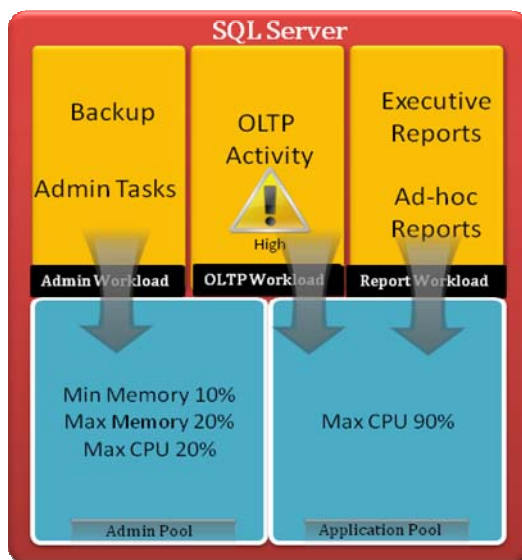 SQL Server
Backup
Admin Tasks
Admin Workload
OLTP
Activity
High
OLTP Workload
Executive
Reports
Ad-hoc
Reports
Report Workload
Min Memory 10%
Max Memory 20%
Max CPU 20%
Admin Pool
Max CPU 90%
Application Pool